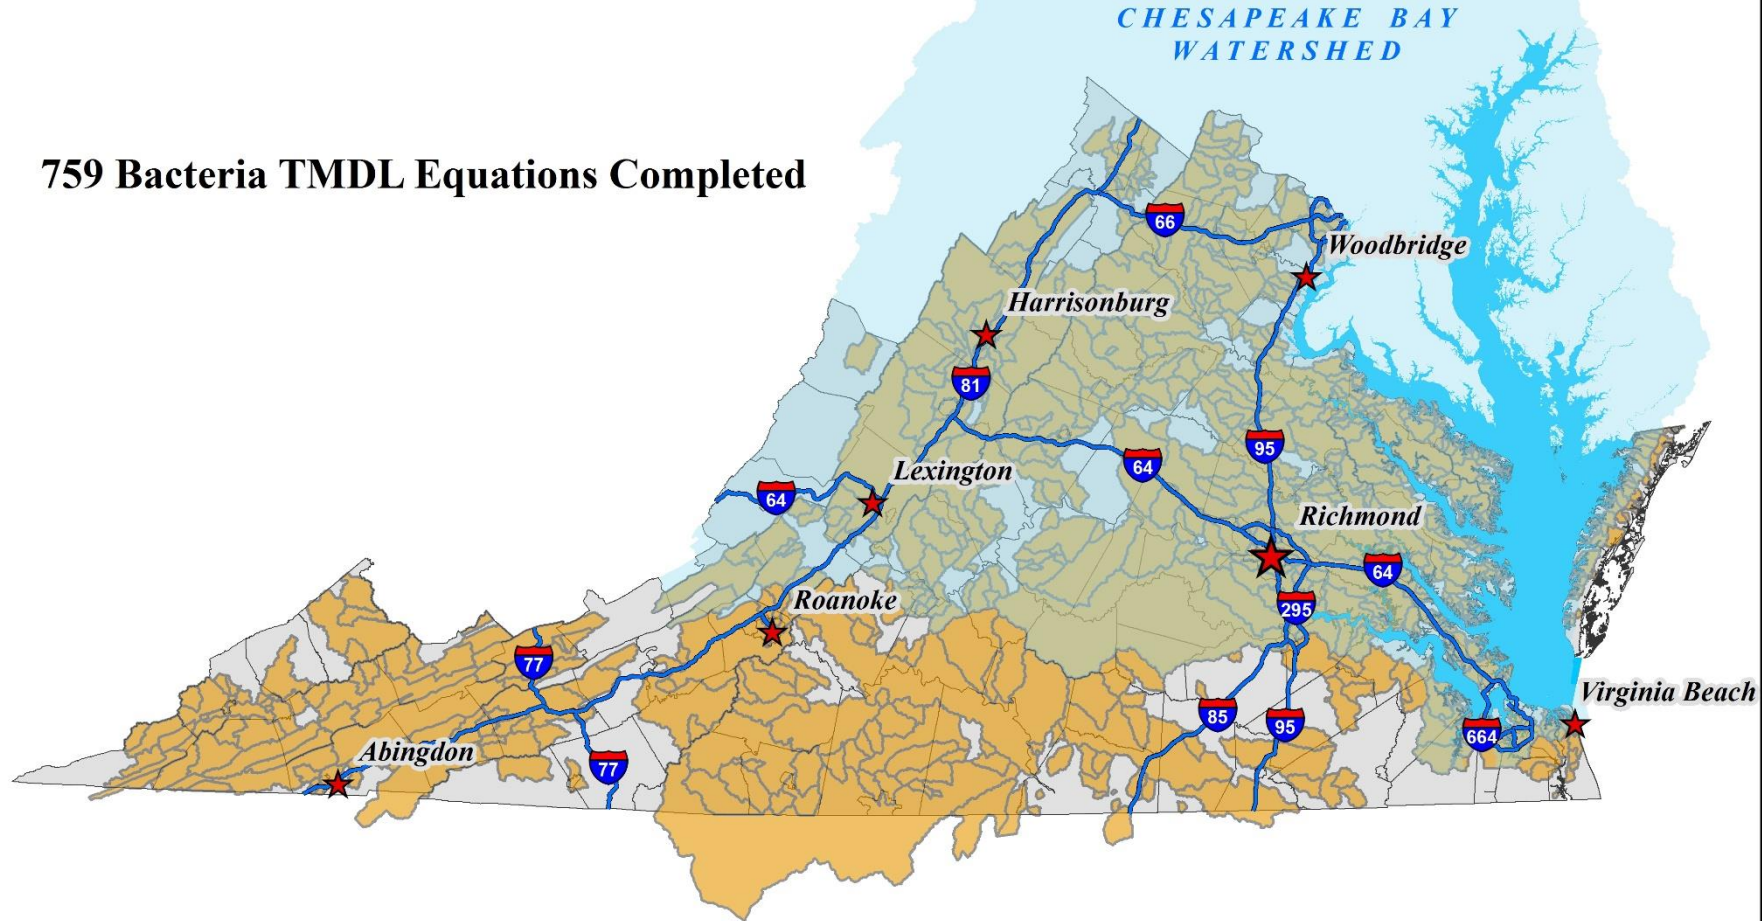 CHESAPEAKE BAY
WATERSHED
759 Bacteria TMDL Equations Completed
66
Woodbridge
Harrisonburg
81
95
64
Lexington
64
Richmond
64
295
Roanoke
77
Virginia Beach
85
95
664
Abingdon
77